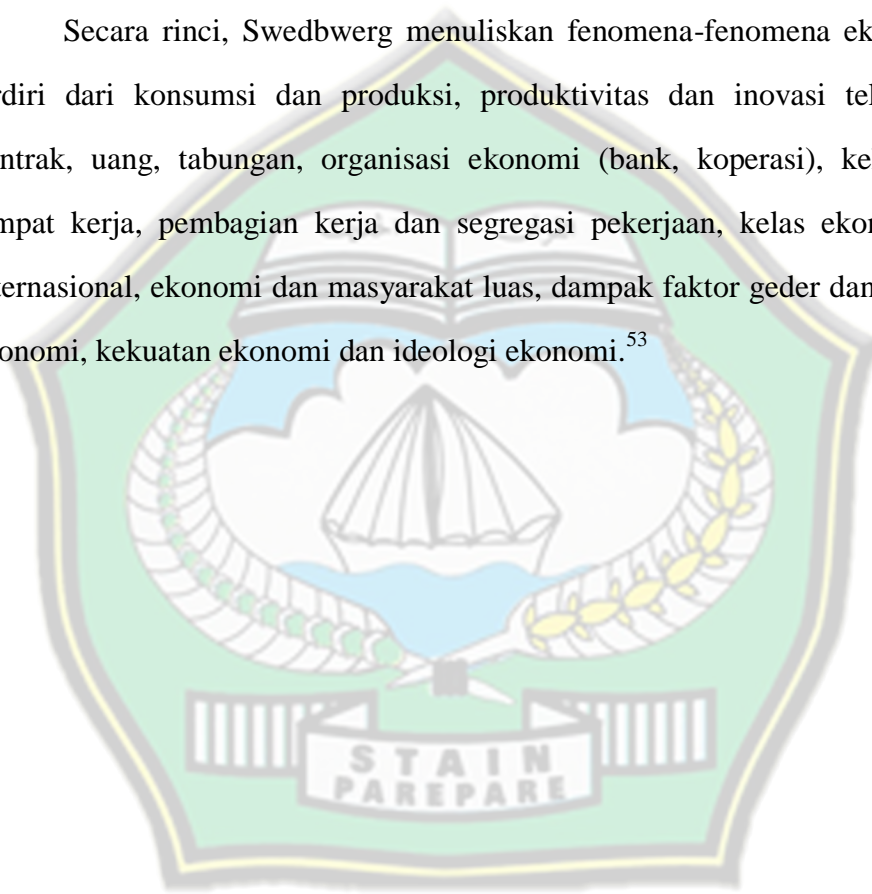 Secara rinci, Swedbwerg menuliskan fenomena-fenomena ek
rdiri dari konsumsi dan produksi, produktivitas dan inovasi tel
ntrak, uang, tabungan, organisasi ekonomi (bank, koperasi), ke
mpat kerja, pembagian kerja dan segregasi pekerjaan, kelas ekon
ternasional, ekonomi dan masyarakat luas, dampak faktor geder dan
onomi, kekuatan ekonomi dan ideologi ekonomi.53
STAIN
PAREPARE